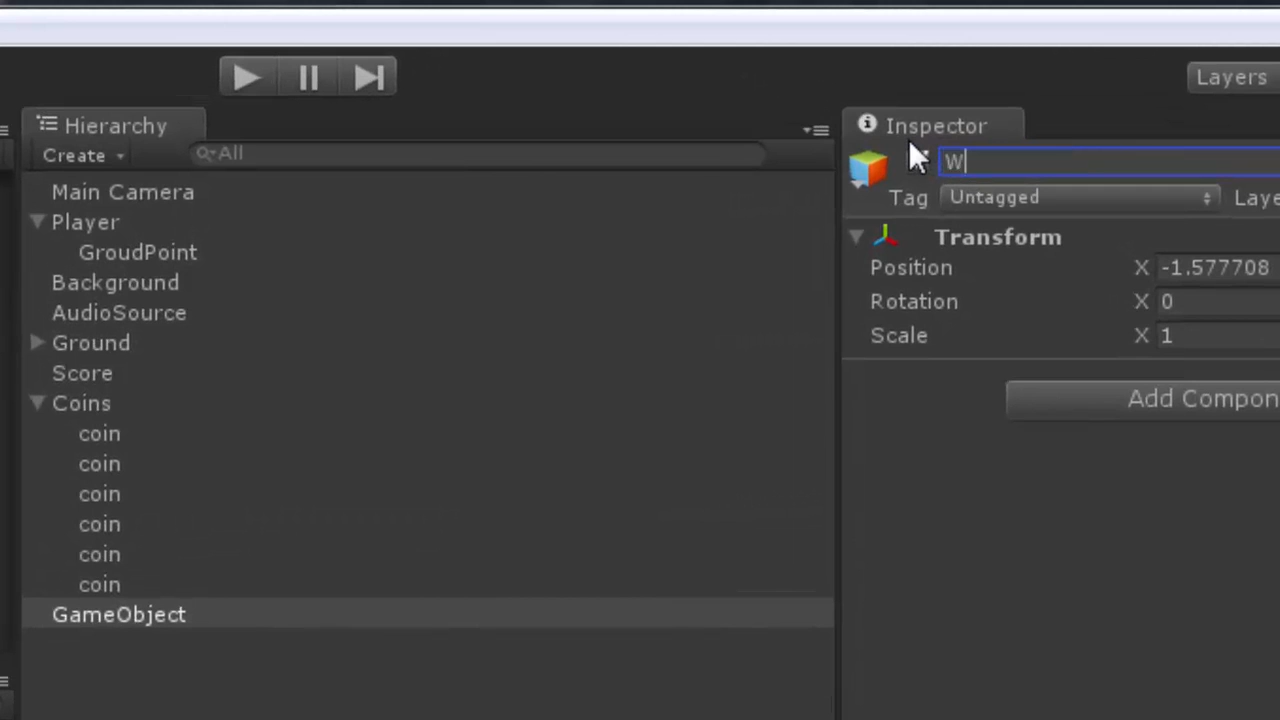 Layers
Hierarchy
Create
All
Main Camera
Player
GroudPoint
Background
AudioSource
Ground
Score
Coins
coin
coin
coin
coin
coin
coin
GameObject
Inspector
W
Tag Untagged Laye
Transform
Position X -1.577708
Rotation X 0
Scale X 1
Add Compon